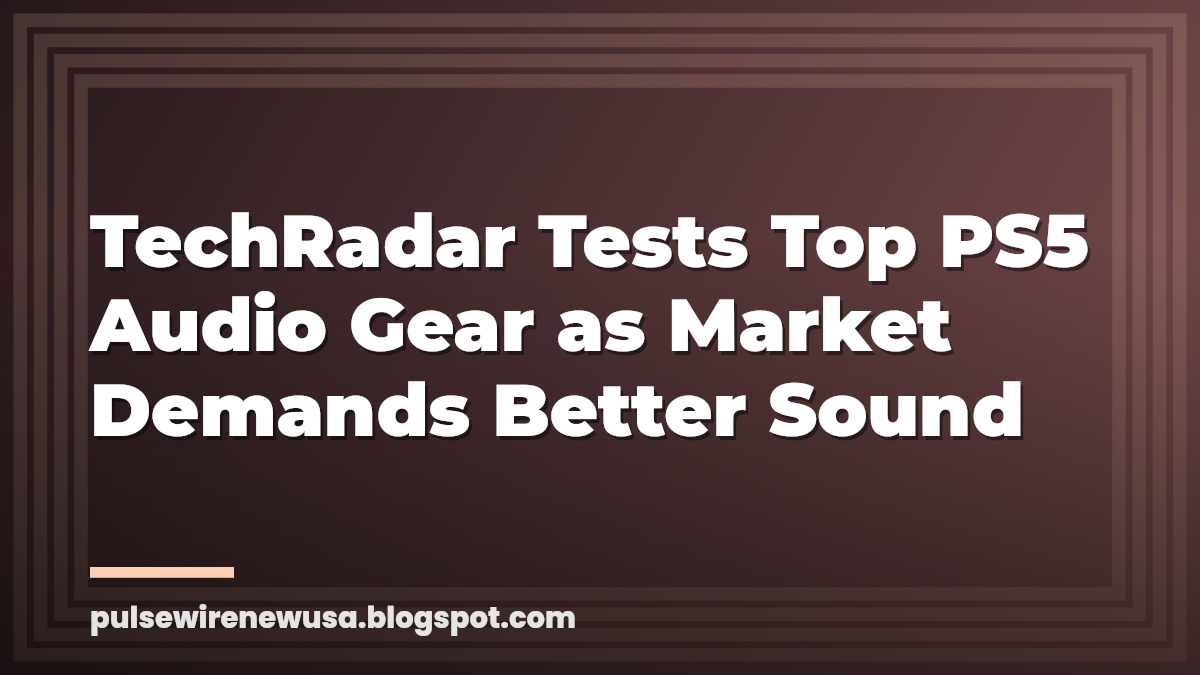 TechRadar Tests Top PS5
Audio Gear as Market
Demands Better Sound
pulsewirenewusa.blogspot.com